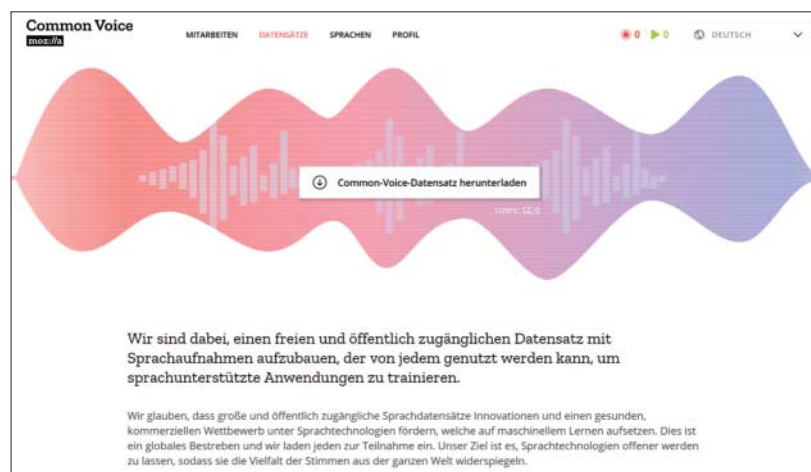 Common Voice
moz://a
MITARBEITEN DATENSÄTZE SPRACHEN PROFIL
0 0 DEUTSCH
Common-Voice-Datensatz herunterladen
Lizenz: CC-0
Wir sind dabei, einen freien und öffentlich zugänglichen Datensatz mit
Sprachaufnahmen aufzubauen, der von jedem genutzt werden kann, um
sprachunterstützte Anwendungen zu trainieren.
Wir glauben, dass große und öffentlich zugängliche Sprachdatensätze Innovationen und einen gesunden,
kommerziellen Wettbewerb unter Sprachtechnologien fördern, welche auf maschinellem Lernen aufsetzen. Dies ist
ein globales Bestreben und wir laden jeden zur Teilnahme ein. Unser Ziel ist es, Sprachtechnologien offener werden
zu lassen, sodass sie die Vielfalt der Stimmen aus der ganzen Welt widerspiegeln.